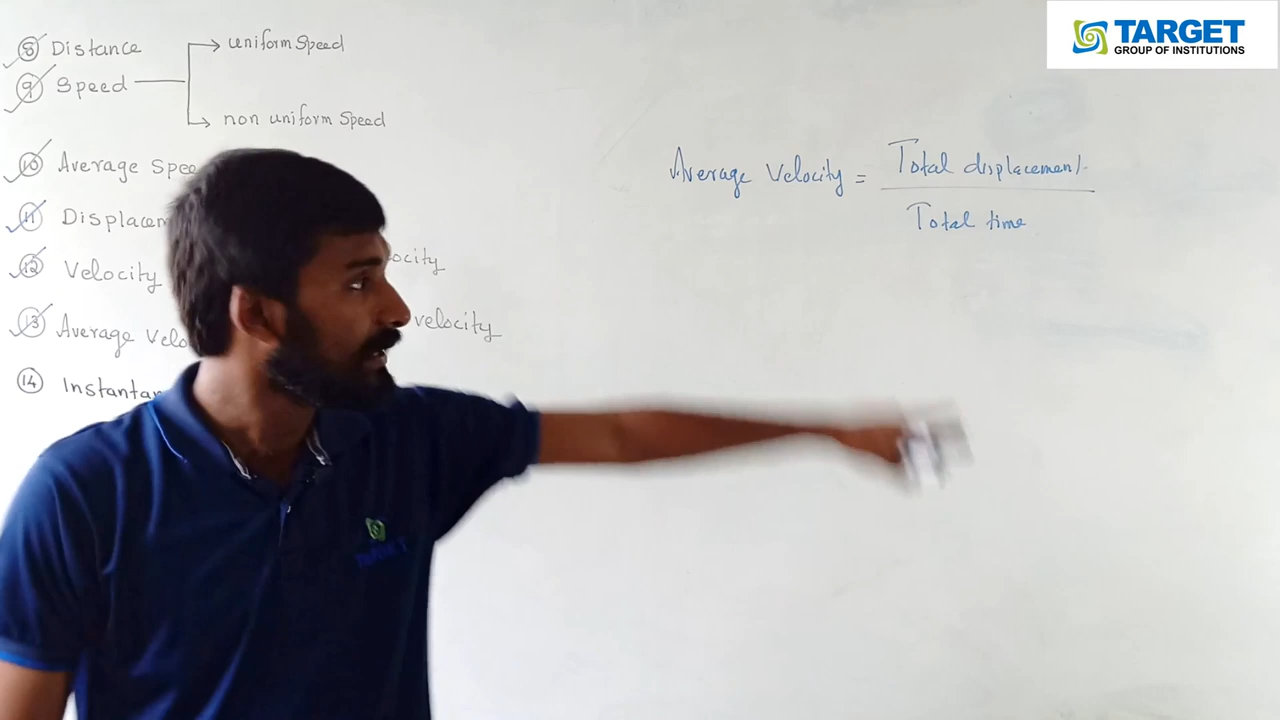 8 Distance
uniform Speed
9 Speed
non uniform Speed
10 Average Spee
11 Displacem
12 Velocity
ocity
13 Average Velo
velocity
14 Instantan
Average Velocity = Total displacement
Total time
TARGET
GROUP OF INSTITUTIONS